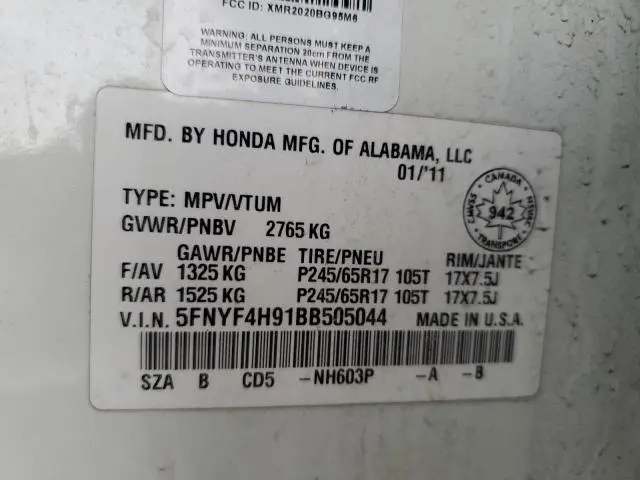 FCC ID: XMR2020BG95M6
WARNING: ALL PERSONS MUST KEEP A
MINIMUM SEPARATION 20cm FROM THE
TRANSMITTER'S ANTENNA WHEN DEVICE IS
OPERATING TO MEET THE CURRENT FCC RF
EXPOSURE GUIDELINES.
MFD. BY HONDA MFG. OF ALABAMA, LLC
01/'11
TYPE: MPV/VTUM
GVWR/PNBV 2765 KG
GAWR/PNBE TIRE/PNEU RIM/JANTE
F/AV 1325 KG P245/65R17 105T 17X7.5J
R/AR 1525 KG P245/65R17 105T 17X7.5J
V.I.N. 5FNYF4H91BB505044 MADE IN U.S.A.
SZA B CD5 -NH603P -A -B
CANADA
CMVSS 942 NSVAC
TRANSPORT